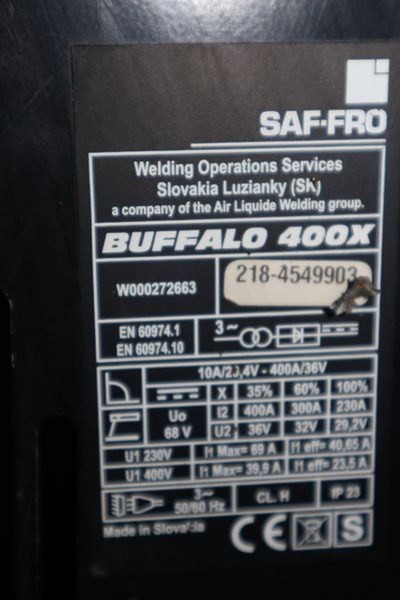 SAF-FRO
Welding Operations Services
Slovakia Luzianky (SK)
a company of the Air Liquide Welding group.
BUFFALO 400X
W000272663
218-4549903
EN 60974.1
EN 60974.10
3~
10A/20,4V - 400A/36V
X 35% 60% 100%
Uo
68 V
I2 400A 300A 230A
U2 36V 32V 29,2V
U1 230V I1 Max= 69 A I1 eff= 40,65 A
U1 400V I1 Max= 39,9 A I1 eff= 23,5 A
3~
50/60 Hz
CL. H
IP 23
Made in Slovakia
CE
S